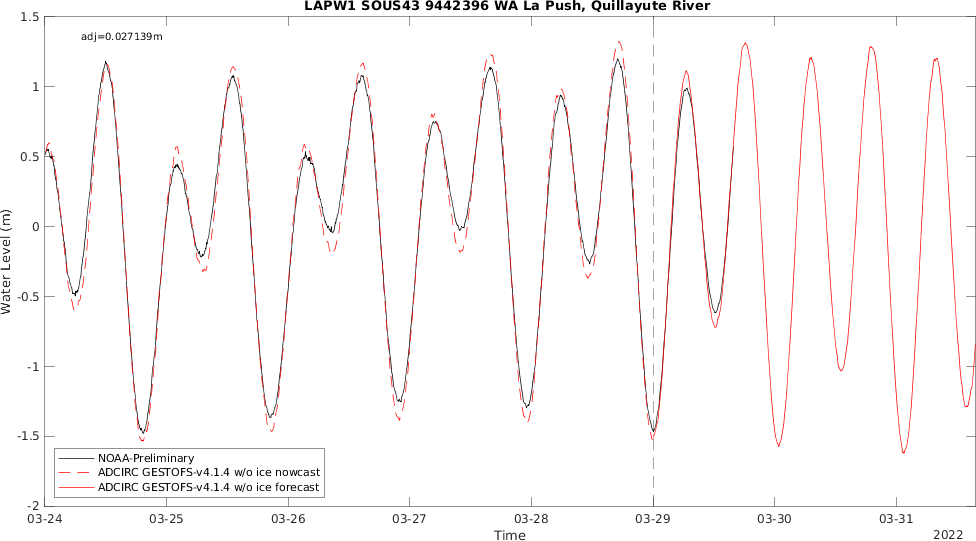 LAPW1 SOUS43 9442396 WA La Push, Quillayute River
adj=0.027139m
1.5
1
0.5
0
-0.5
-1
-1.5
-2
Water Level (m)
NOAA-Preliminary
ADCIRC GESTOFS-v4.1.4 w/o ice nowcast
ADCIRC GESTOFS-v4.1.4 w/o ice forecast
03-24 03-25 03-26 03-27 03-28 03-29 03-30 03-31
Time
2022